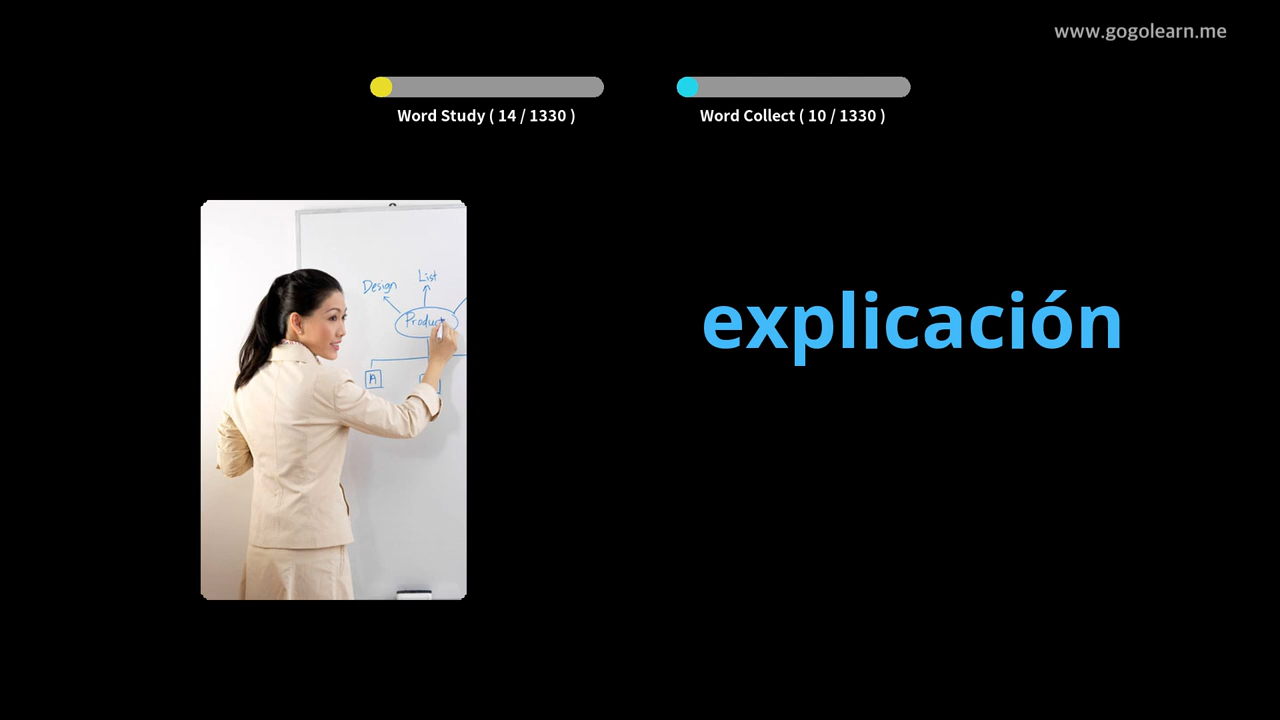 www.gogolearn.me
Word Study ( 14 / 1330 )
Word Collect ( 10 / 1330 )
List
Design
Product
A
explicación